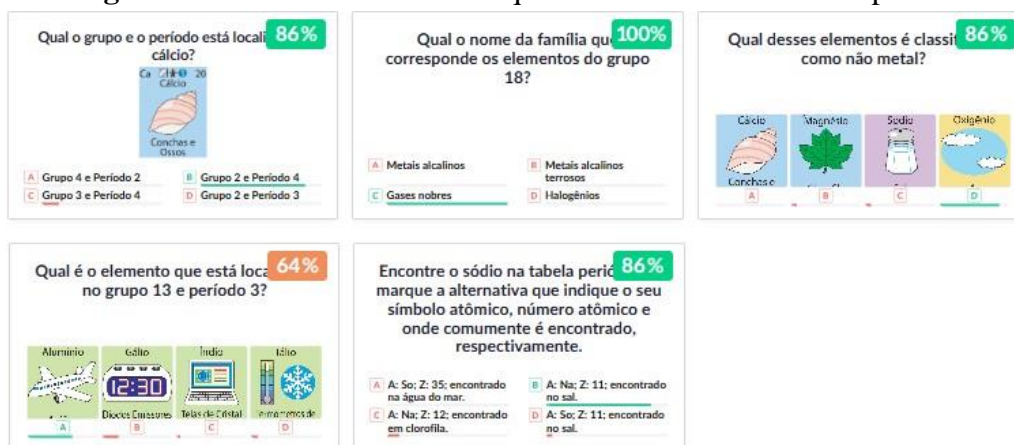 Qual o grupo e o período está locali 86%
cálcio?
Ca 20
Cálcio
Conchas e
Ossos
A Grupo 4 e Período 2
B Grupo 2 e Período 4
C Grupo 3 e Período 4
D Grupo 2 e Período 3
Qual o nome da família qu 100%
corresponde os elementos do grupo
18?
A Metais alcalinos
B Metais alcalinos
terrosos
C Gases nobres
D Halogênios
Qual desses elementos é classif 86%
como não metal?
Cálcio Magnésio Sodio Oxigênio
Conchas e
A B C D
Qual é o elemento que está loca 64%
no grupo 13 e período 3?
Alumínio Gálio Índio Tálio
12:30
Diodos Emissores Telas de Cristal Termometros de
A B C D
Encontre o sódio na tabela perió 86%
marque a alternativa que indique o seu
símbolo atômico, número atômico e
onde comumente é encontrado,
respectivamente.
A A: So; Z: 35; encontrado
na água do mar.
B A: Na; Z: 11; encontrado
no sal.
C A: Na; Z: 12; encontrado
em clorofila.
D A: So; Z: 11; encontrado
no sal.